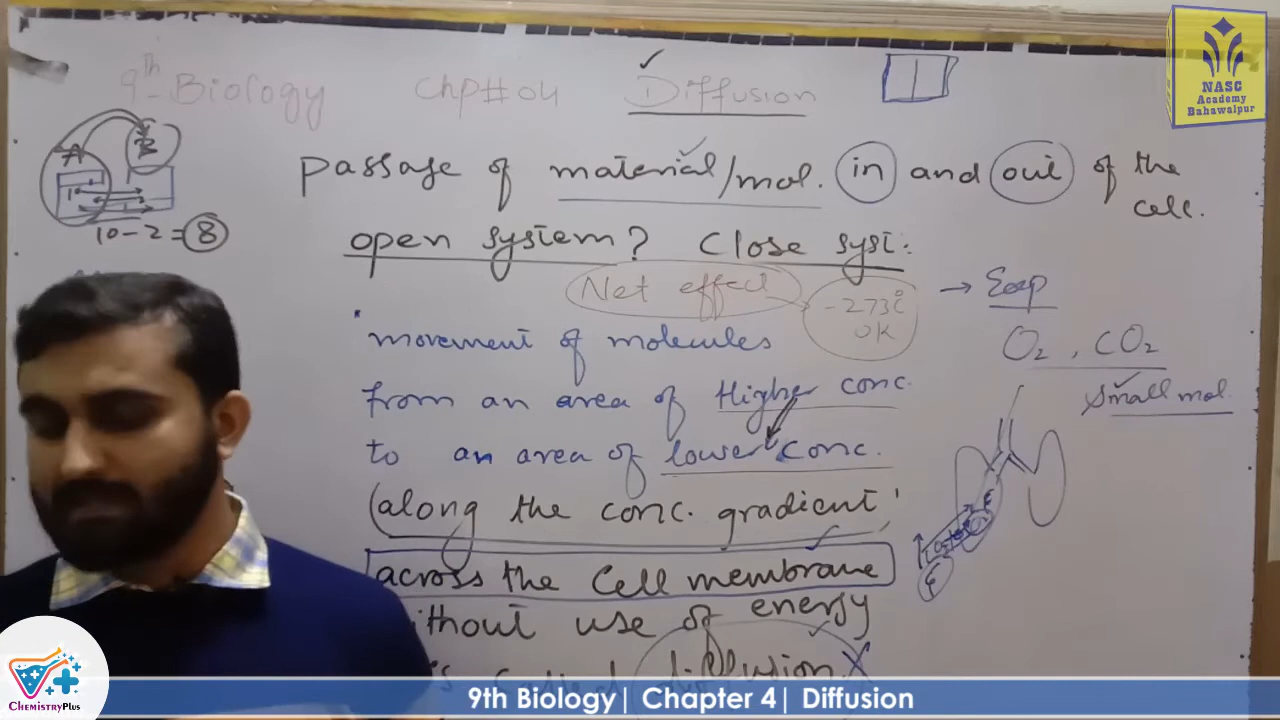 9th Biology Chp#04 Diffusion
NASC
Academy
Bahawalpur
A B
10-2=8
passage of material/mol. in and out of the
cell.
open system? Close syst.
Net effect
-273°C
0K
→ Exp
O2, CO2
Small mol.
movement of molecules
from an area of Higher conc.
to an area of lower conc.
(along the conc. gradient)
across the Cell membrane
without use of energy
is called diffusion
ChemistryPlus
9th Biology| Chapter 4| Diffusion